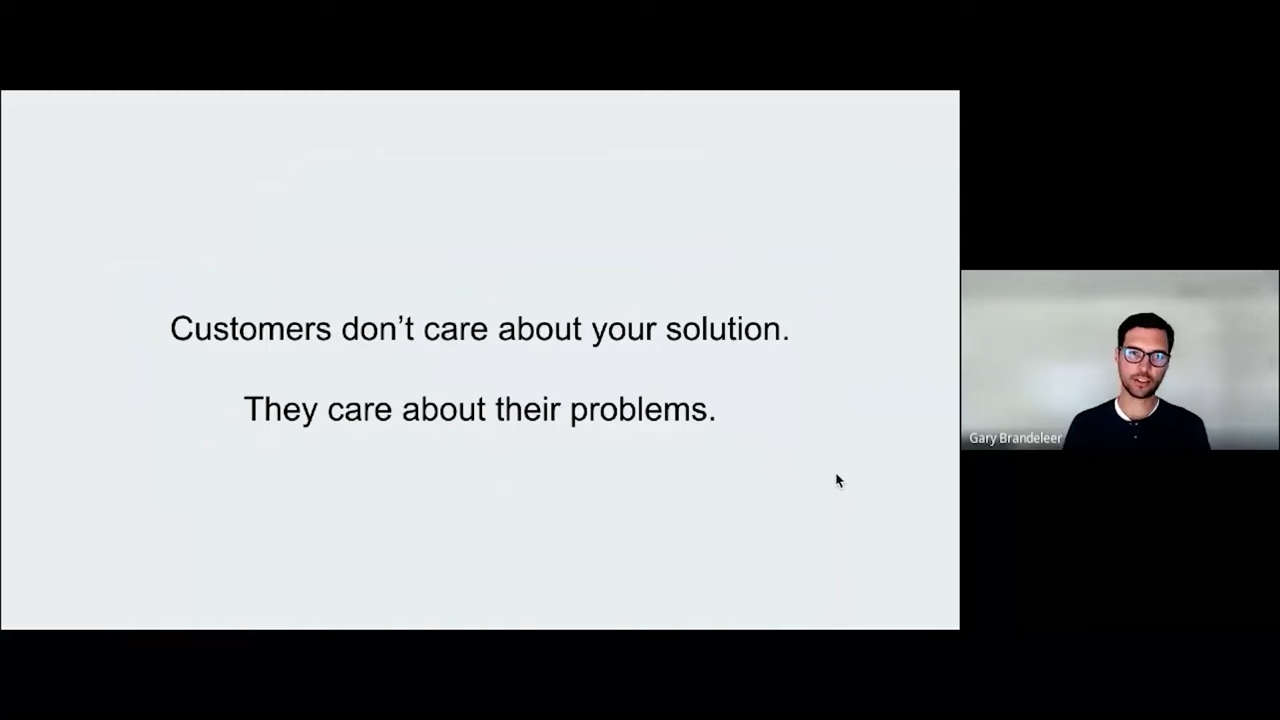 Customers don’t care about your solution.
They care about their problems.
Gary Brandeleer